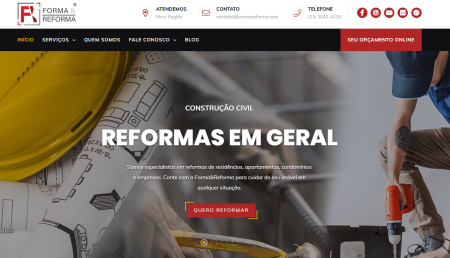 FORMA&
REFORMA
ATENDEMOS
Rio e Região
CONTATO
contato@formaereforma.com
TELEFONE
(21) 3042-4128
INÍCIO SERVIÇOS QUEM SOMOS FALE CONOSCO BLOG
SEU ORÇAMENTO ONLINE
CONSTRUÇÃO CIVIL
REFORMAS EM GERAL
Somos especialistas em reformas de residências, apartamentos, condomínios
e empresas. Conte com a Forma&Reforma para cuidar do seu imóvel em
qualquer situação.
QUERO REFORMAR